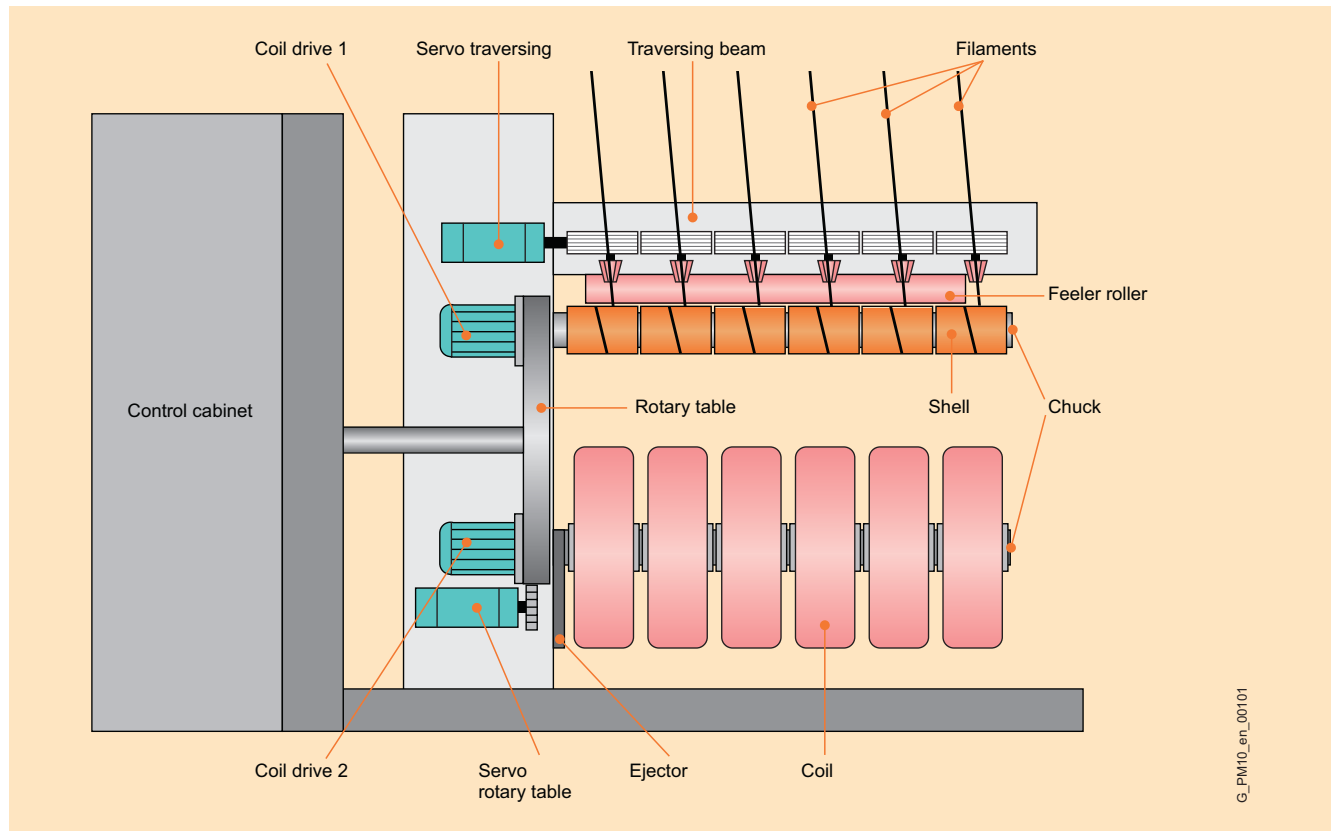 Coil drive 1
Servo traversing
Traversing beam
Filaments
Feeler roller
Control cabinet
Rotary table
Shell
Chuck
Coil drive 2
Servo
rotary table
Ejector
Coil
G_PM10_en_00101